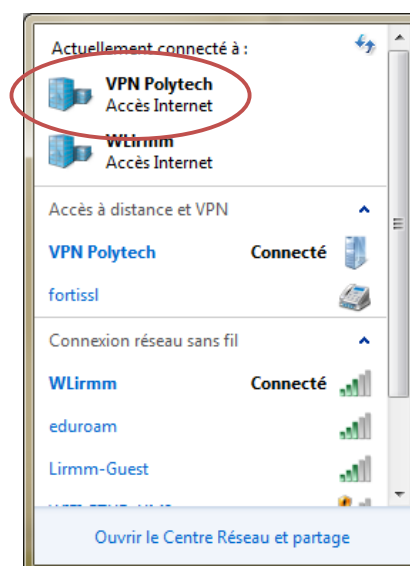 Actuellement connecté à :
VPN Polytech
Accès Internet
WLirmm
Accès Internet
Accès à distance et VPN
VPN Polytech Connecté
fortissl
Connexion réseau sans fil
WLirmm Connecté
eduroam
Lirmm-Guest
Ouvrir le Centre Réseau et partage